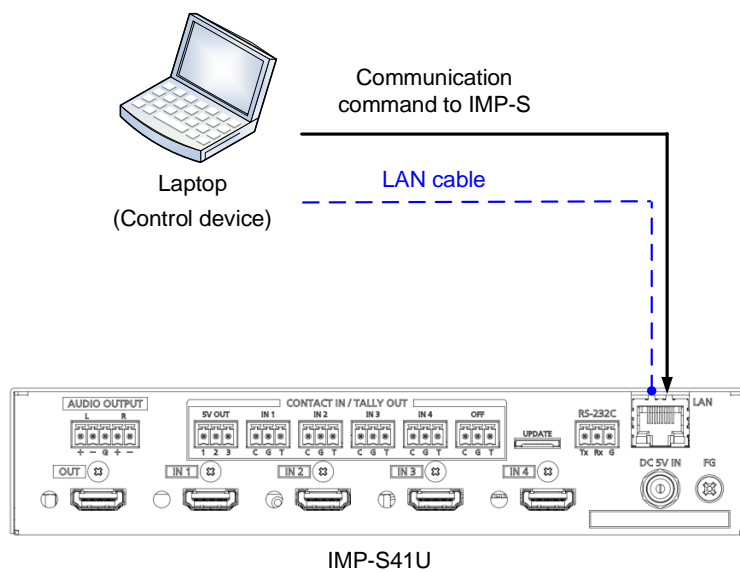 Communication
command to IMP-S
Laptop
(Control device)
LAN cable
AUDIO OUTPUT
L R
+ − G + −
CONTACT IN / TALLY OUT
5V OUT IN 1 IN 2 IN 3 IN 4 OFF
1 2 3 C G T C G T C G T C G T C G T
UPDATE
RS-232C
Tx Rx G
LAN
OUT IN 1 IN 2 IN 3 IN 4
DC 5V IN FG
IMP-S41U